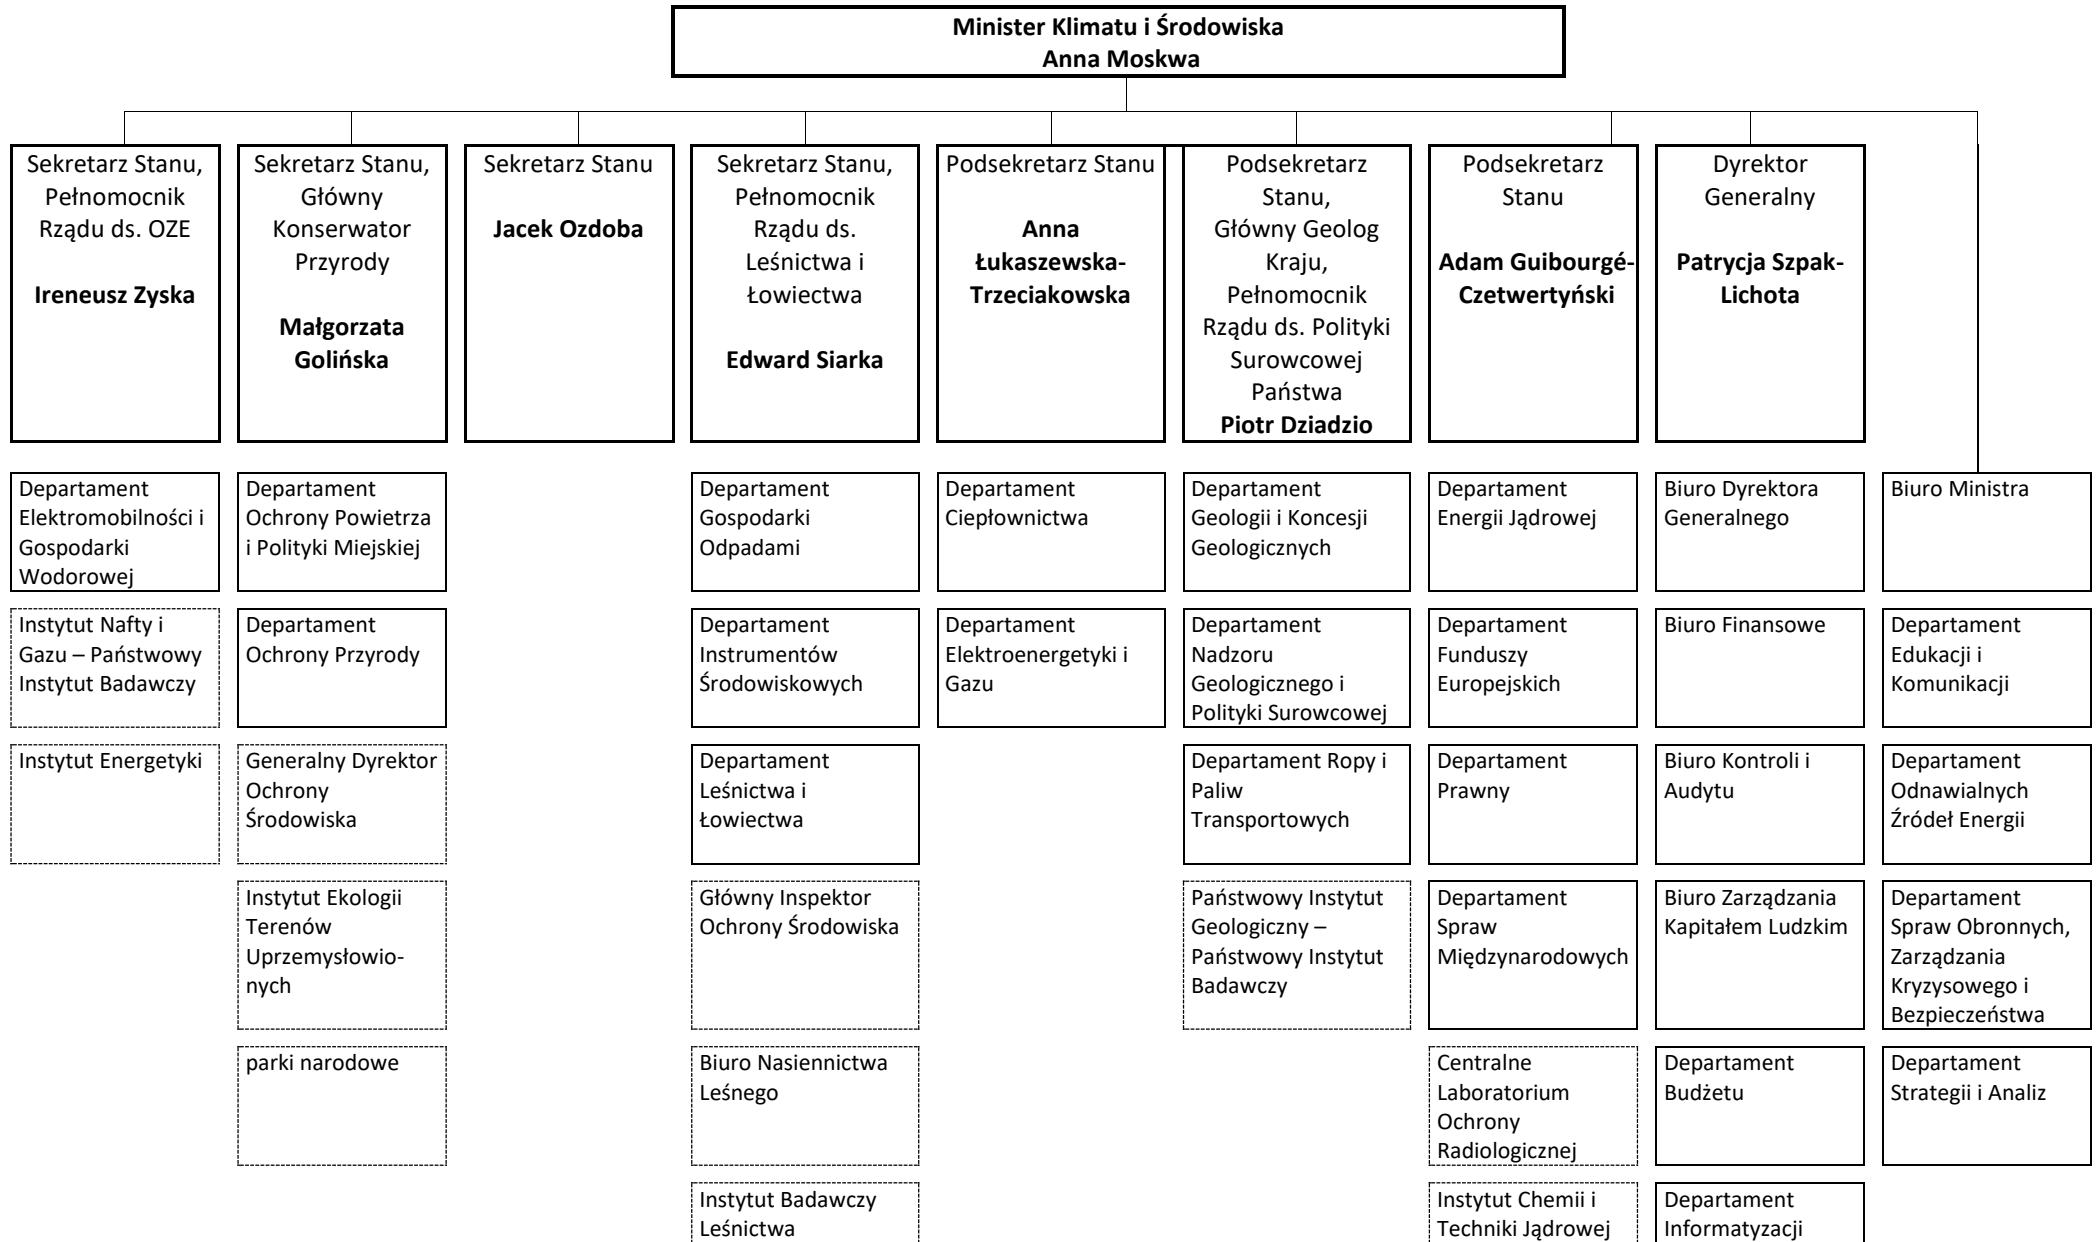 Minister Klimatu i Środowiska
Anna Moskwa
Sekretarz Stanu,
Pełnomocnik
Rządu ds. OZE
Ireneusz Zyska
Sekretarz Stanu,
Główny
Konserwator
Przyrody
Małgorzata
Golińska
Sekretarz Stanu
Jacek Ozdoba
Sekretarz Stanu,
Pełnomocnik
Rządu ds.
Leśnictwa i
Łowiectwa
Edward Siarka
Podsekretarz Stanu
Anna
Łukaszewska-
Trzeciakowska
Podsekretarz
Stanu,
Główny Geolog
Kraju,
Pełnomocnik
Rządu ds. Polityki
Surowcowej
Państwa
Piotr Dziadzio
Podsekretarz
Stanu
Adam Guibourgé-
Czetwertyński
Dyrektor
Generalny
Patrycja Szpak-
Lichota
Departament
Elektromobilności i
Gospodarki
Wodorowej
Departament
Ochrony Powietrza
i Polityki Miejskiej
Departament
Gospodarki
Odpadami
Departament
Ciepłownictwa
Departament
Geologii i Koncesji
Geologicznych
Departament
Energii Jądrowej
Biuro Dyrektora
Generalnego
Biuro Ministra
Instytut Nafty i
Gazu – Państwowy
Instytut Badawczy
Departament
Ochrony Przyrody
Departament
Instrumentów
Środowiskowych
Departament
Elektroenergetyki i
Gazu
Departament
Nadzoru
Geologicznego i
Polityki Surowcowej
Departament
Funduszy
Europejskich
Biuro Finansowe
Departament
Edukacji i
Komunikacji
Instytut Energetyki
Generalny Dyrektor
Ochrony
Środowiska
Departament
Leśnictwa i
Łowiectwa
Departament Ropy i
Paliw
Transportowych
Departament
Prawny
Biuro Kontroli i
Audytu
Departament
Odnawialnych
Źródeł Energii
Instytut Ekologii
Terenów
Uprzemysłowio-
nych
Główny Inspektor
Ochrony Środowiska
Państwowy Instytut
Geologiczny –
Państwowy Instytut
Badawczy
Departament
Spraw
Międzynarodowych
Biuro Zarządzania
Kapitałem Ludzkim
Departament
Spraw Obronnych,
Zarządzania
Kryzysowego i
Bezpieczeństwa
parki narodowe
Biuro Nasiennictwa
Leśnego
Centralne
Laboratorium
Ochrony
Radiologicznej
Departament
Budżetu
Departament
Strategii i Analiz
Instytut Badawczy
Leśnictwa
Instytut Chemii i
Techniki Jądrowej
Departament
Informatyzacji